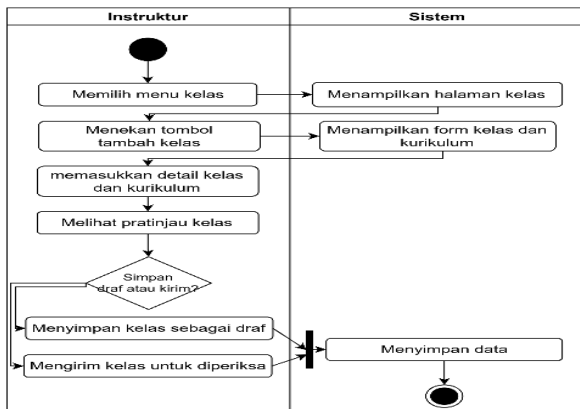 Instruktur
Sistem
Memilih menu kelas
Menampilkan halaman kelas
Menekan tombol
tambah kelas
Menampilkan form kelas dan
kurikulum
memasukkan detail kelas
dan kurikulum
Melihat pratinjau kelas
Simpan
draf atau kirim?
Menyimpan kelas sebagai draf
Mengirim kelas untuk diperiksa
Menyimpan data